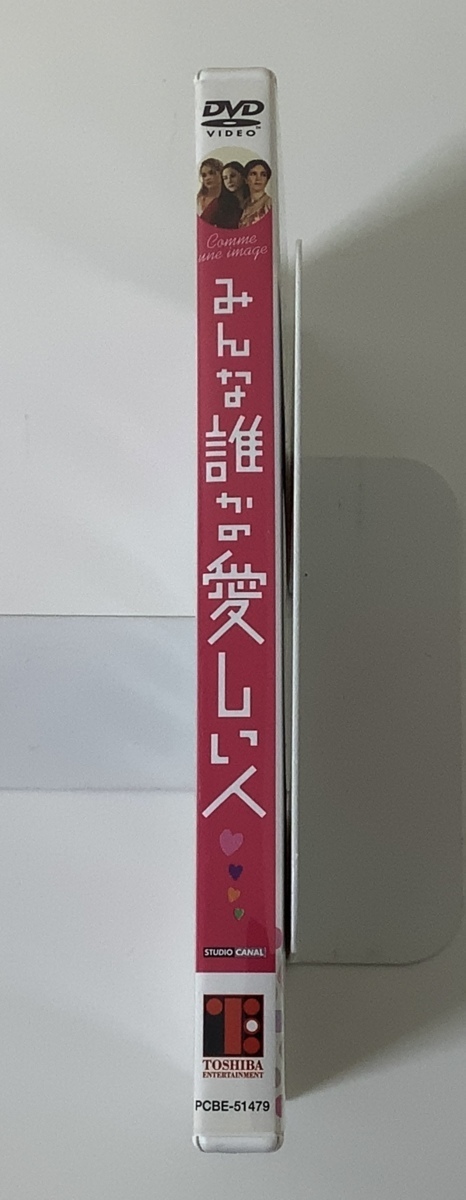 DVD
VIDEO
TM
Comme
une image
みんな誰かの愛しい人
STUDIO CANAL
TOSHIBA
ENTERTAINMENT
PCBE-51479